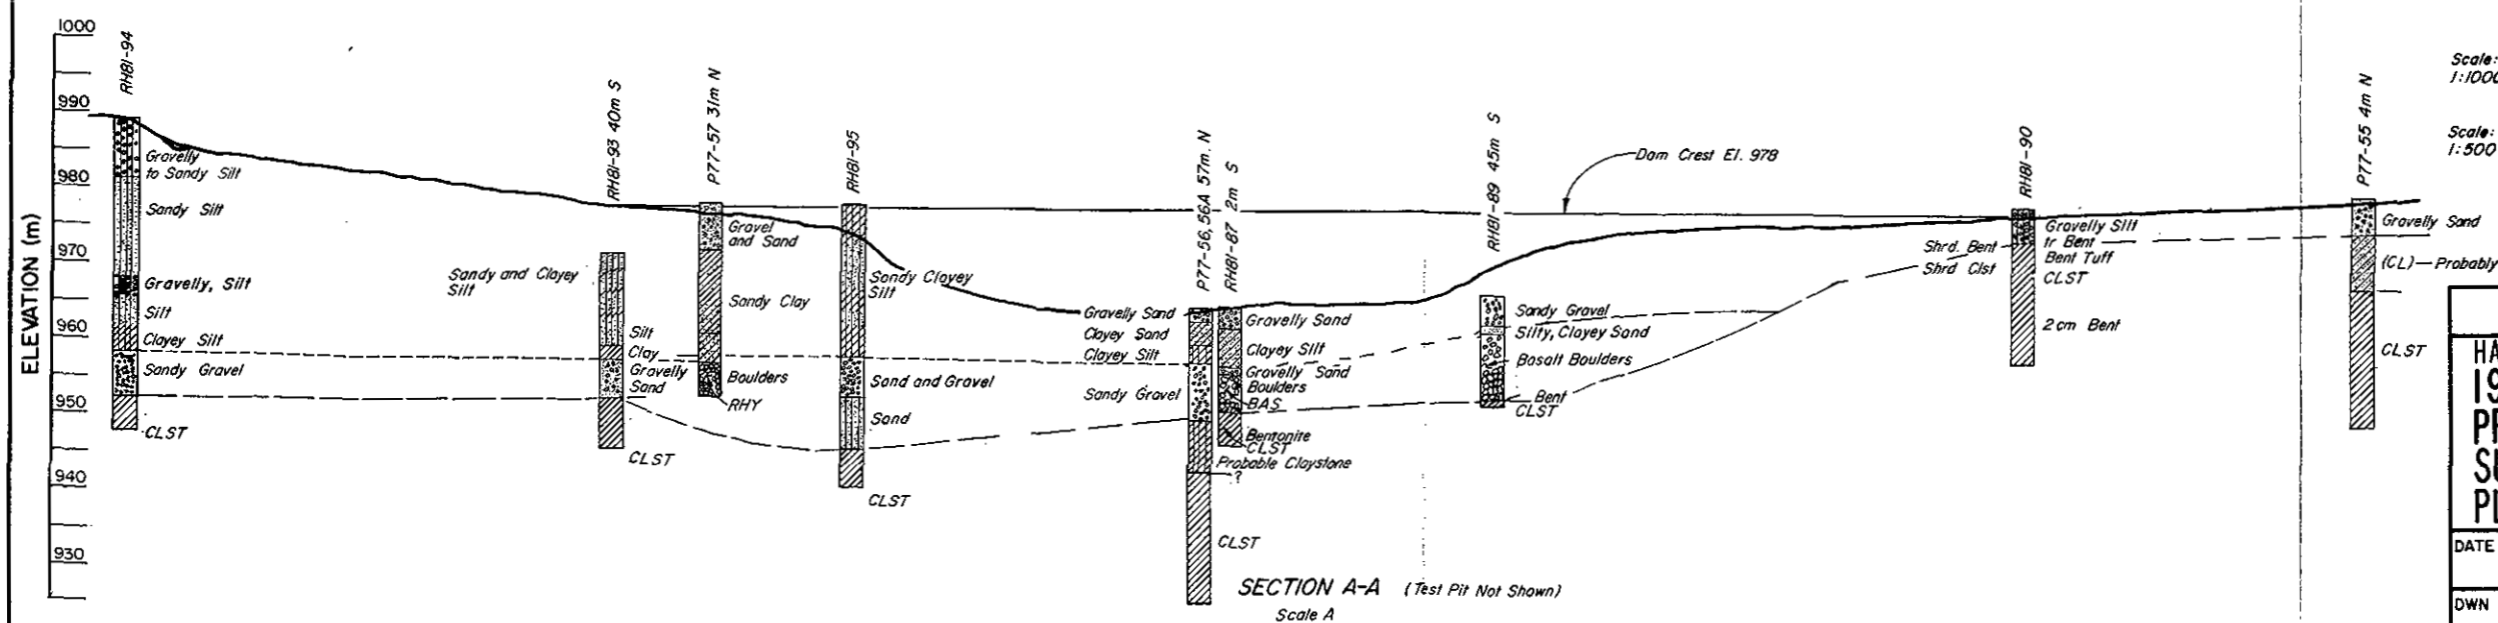 1000
990
980
970
960
950
940
930
ELEVATION (m)
RH81-94
Gravelly
to Sandy Silt
Sandy Silt
Gravelly, Silt
Silt
Clayey Silt
Sandy Gravel
CLST
RH81-93 40m S
Sandy and Clayey
Silt
Silt
Clay
Gravelly
Sand
CLST
P77-57 31m N
Gravel
and Sand
Sandy Clay
Boulders
RHY
RH81-95
Sandy Clayey
Silt
Sand and Gravel
Sand
CLST
P77-56, 56A 57m. N
Gravelly Sand
Clayey Sand
Clayey Silt
Sandy Gravel
Probable Claystone
?
CLST
RH81-87 2m S
Gravelly Sand
Clayey Silt
Gravelly Sand
Boulders
BAS
Bentonite
CLST
RH81-89 45m S
Sandy Gravel
Silty, Clayey Sand
Basalt Boulders
Bent
CLST
Dam Crest El. 978
RH81-90
Shrd. Bent
Shrd Clst
Gravelly Silt
tr Bent
Bent Tuff
CLST
2cm Bent
P77-55 4m N
Gravelly Sand
(CL)—Probably
CLST
SECTION A-A (Test Pit Not Shown)
Scale A
Scale:
1:1000
Scale:
1:500
HA
19
PR
SU
PL
DATE
DWN